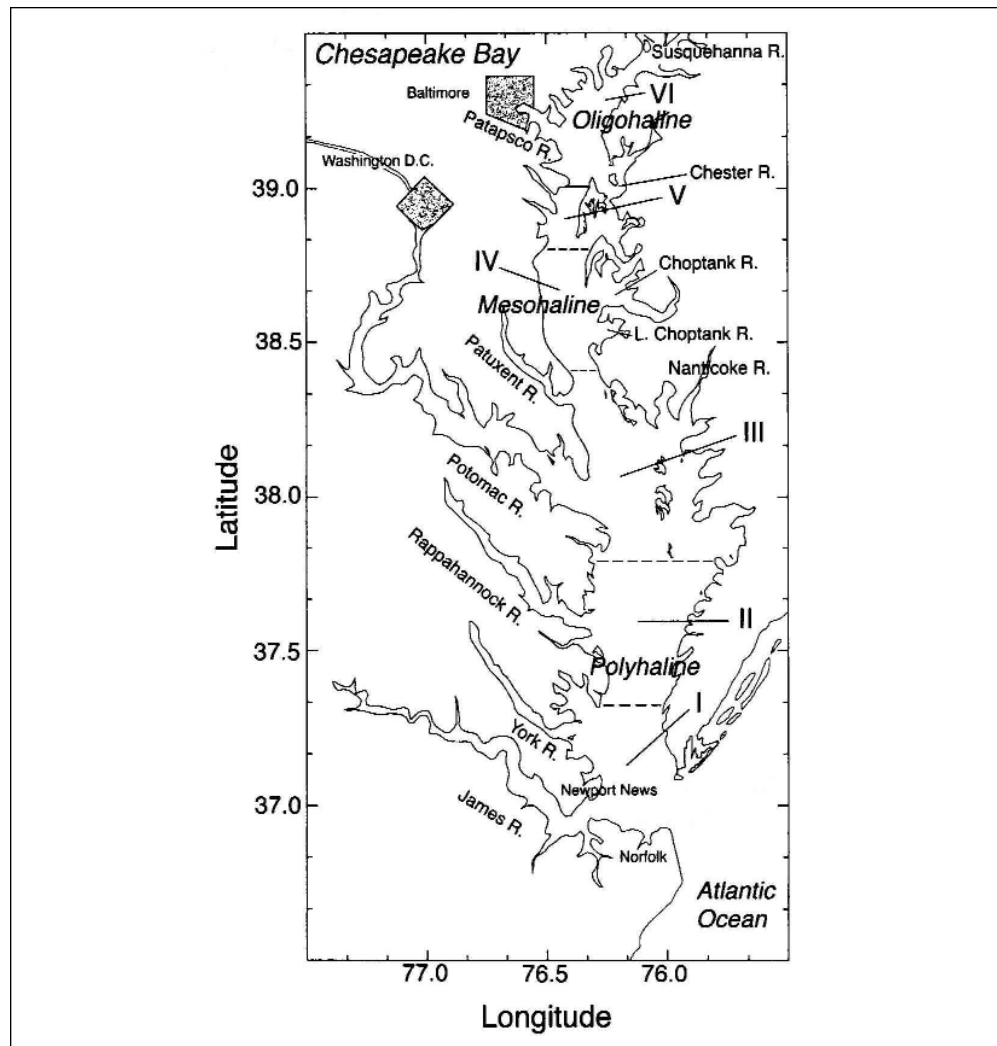 Chesapeake Bay
Susquehanna R.
Baltimore
VI
Oligohaline
Patapsco R.
Washington D.C.
Chester R.
39.0
V
IV
Choptank R.
Mesohaline
L. Choptank R.
38.5
Patuxent R.
Nanticoke R.
III
Latitude
38.0
Potomac R.
Rappahannock R.
II
37.5
Polyhaline
I
York R.
Newport News
37.0
James R.
Norfolk
Atlantic
Ocean
77.0
76.5
76.0
Longitude